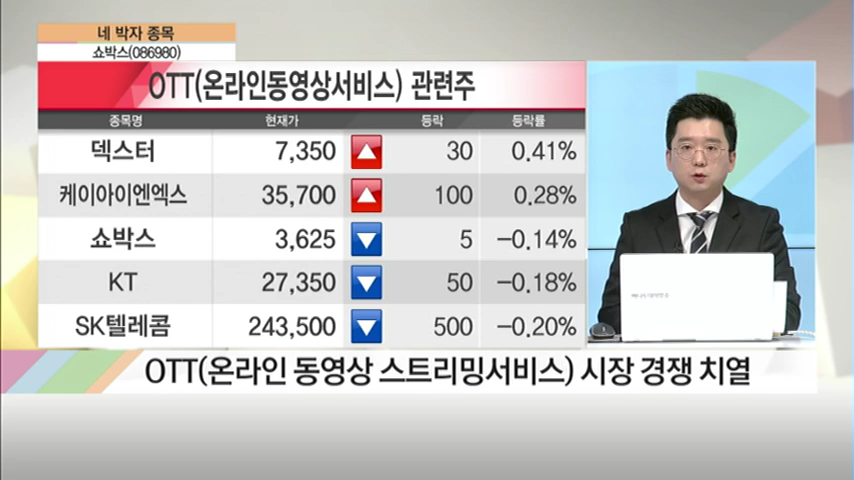 네 박자 종목
쇼박스(086980)
OTT(온라인동영상서비스) 관련주
종목명 현재가 등락 등락률
덱스터 7,350 ▲ 30 0.41%
케이아이엔엑스 35,700 ▲ 100 0.28%
쇼박스 3,625 ▼ 5 -0.14%
KT 27,350 ▼ 50 -0.18%
SK텔레콤 243,500 ▼ 500 -0.20%
OTT(온라인 동영상 스트리밍서비스) 시장 경쟁 치열